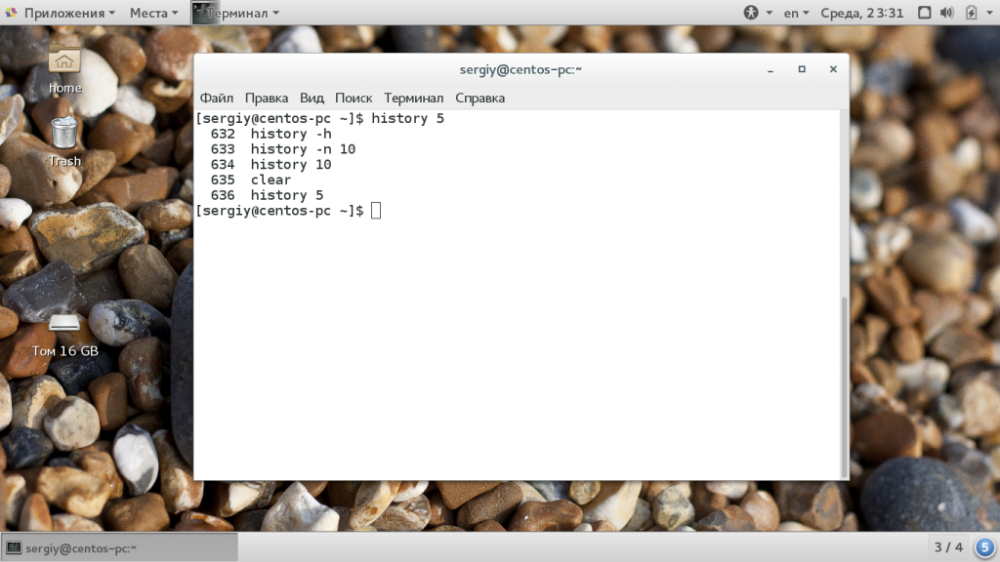 Приложения Места Терминал en Среда, 23:31
home
Trash
Том 16 GB
sergiy@centos-pc:~
Файл Правка Вид Поиск Терминал Справка
[sergiy@centos-pc ~]$ history 5
632 history -h
633 history -n 10
634 history 10
635 clear
636 history 5
[sergiy@centos-pc ~]$
sergiy@centos-pc:~ 3 / 4 5